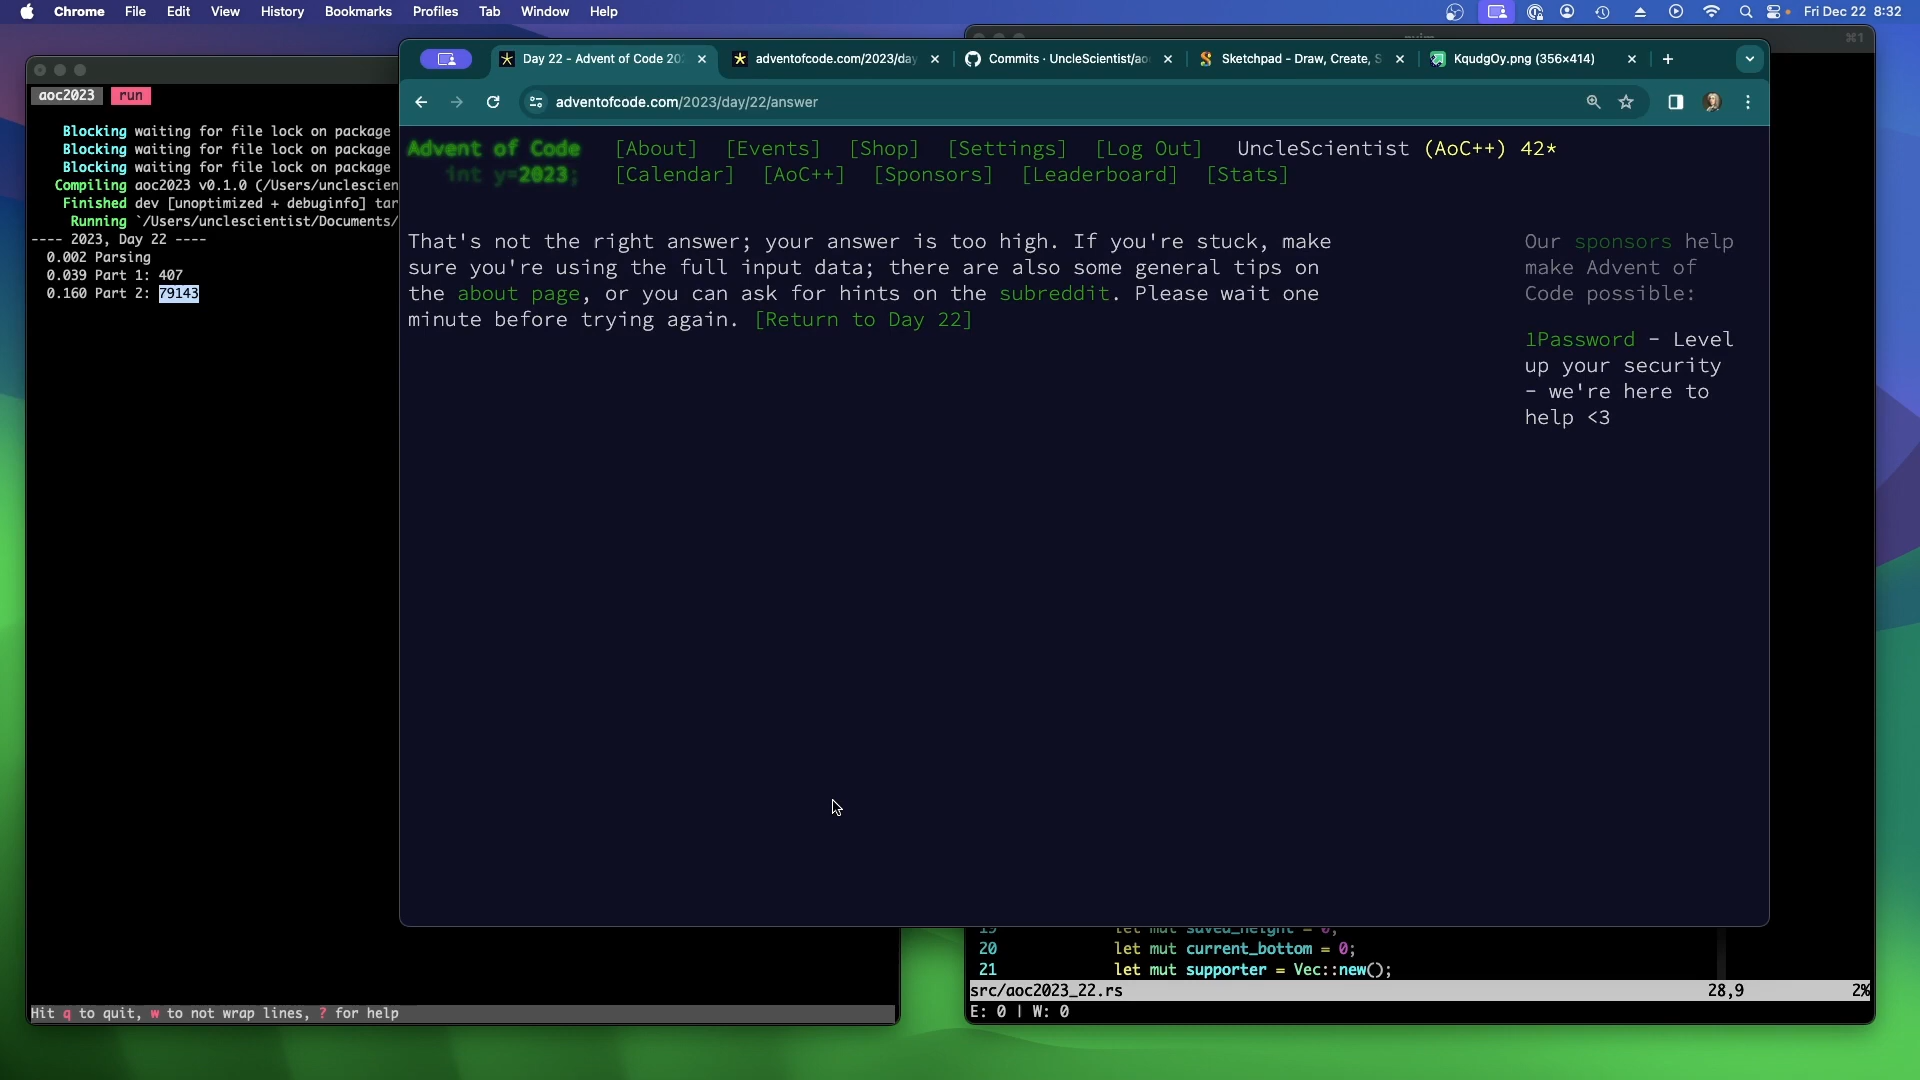 Chrome File Edit View History Bookmarks Profiles Tab Window Help Fri Dec 22 8:32
⌘1
Day 22 - Advent of Code 20 adventofcode.com/2023/day Commits · UncleScientist/ao Sketchpad - Draw, Create, S KqudgOy.png (356×414)
adventofcode.com/2023/day/22/answer
aoc2023 run
Blocking waiting for file lock on package
Blocking waiting for file lock on package
Blocking waiting for file lock on package
Compiling aoc2023 v0.1.0 (/Users/unclescien
Finished dev [unoptimized + debuginfo] tar
Running `/Users/unclescientist/Documents/
---- 2023, Day 22 ----
0.002 Parsing
0.039 Part 1: 407
0.160 Part 2: 79143
Hit q to quit, w to not wrap lines, ? for help
Advent of Code [About] [Events] [Shop] [Settings] [Log Out] UncleScientist (AoC++) 42*
int y=2023; [Calendar] [AoC++] [Sponsors] [Leaderboard] [Stats]
That's not the right answer; your answer is too high. If you're stuck, make
sure you're using the full input data; there are also some general tips on
the about page, or you can ask for hints on the subreddit. Please wait one
minute before trying again. [Return to Day 22]
Our sponsors help
make Advent of
Code possible:
1Password - Level
up your security
- we're here to
help <3
19 let mut saved_height = 0;
20 let mut current_bottom = 0;
21 let mut supporter = Vec::new();
src/aoc2023_22.rs 28,9 2%
E: 0 | W: 0